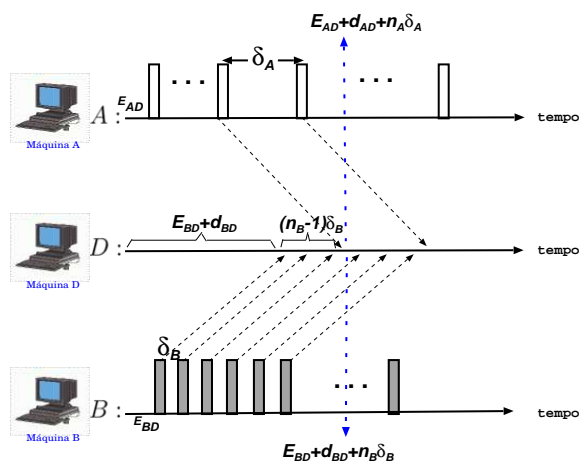 E_AD+d_AD+n_Aδ_A
δ_A
E_AD
A :
tempo
Máquina A
E_BD+d_BD
(n_B-1)δ_B
D :
tempo
Máquina D
δ_B
B :
E_BD
tempo
Máquina B
E_BD+d_BD+n_Bδ_B